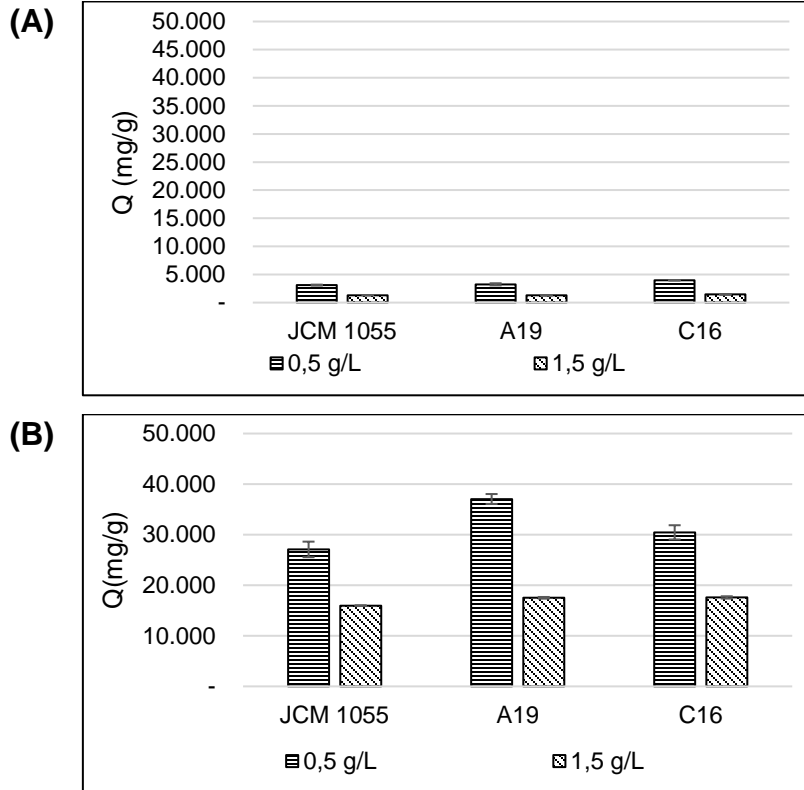 (A)
Q (mg/g)
50.000
45.000
40.000
35.000
30.000
25.000
20.000
15.000
10.000
5.000
-
JCM 1055 A19 C16
0,5 g/L 1,5 g/L
(B)
Q(mg/g)
50.000
40.000
30.000
20.000
10.000
-
JCM 1055 A19 C16
0,5 g/L 1,5 g/L